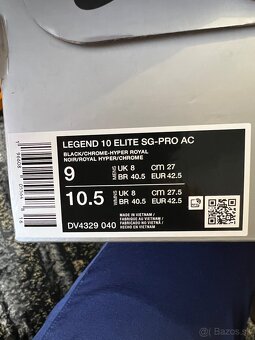 LEGEND 10 ELITE SG-PRO AC
BLACK/CHROME-HYPER ROYAL
NOIR/ROYAL HYPER/CHROME
9 MENS UK 8 CM 27
BR 40.5 EUR 42.5
10.5 WMNS UK 8 CM 27.5
BR 40.5 EUR 42.5
DV4329 040
MADE IN VIETNAM /
FABRIQUÉ AU VIETNAM /
HECHO EN VIETNAM
bazos.sk